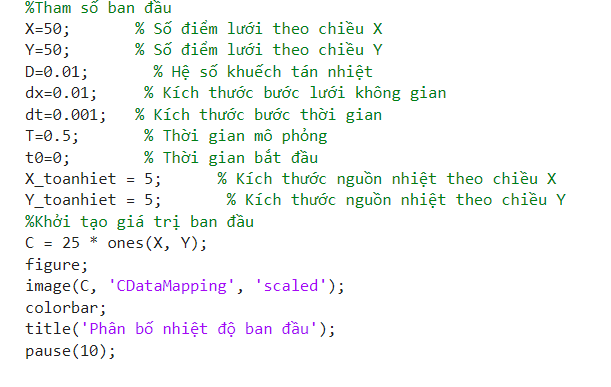 %Tham số ban đầu
X=50;       % Số điểm lưới theo chiều X
Y=50;       % Số điểm lưới theo chiều Y
D=0.01;       % Hệ số khuếch tán nhiệt
dx=0.01;     % Kích thước bước lưới không gian
dt=0.001;   % Kích thước bước thời gian
T=0.5;       % Thời gian mô phỏng
t0=0;        % Thời gian bắt đầu
X_toanhiet = 5;      % Kích thước nguồn nhiệt theo chiều X
Y_toanhiet = 5;       % Kích thước nguồn nhiệt theo chiều Y
%Khởi tạo giá trị ban đầu
C = 25 * ones(X, Y);
figure;
image(C, 'CDataMapping', 'scaled');
colorbar;
title('Phân bố nhiệt độ ban đầu');
pause(10);